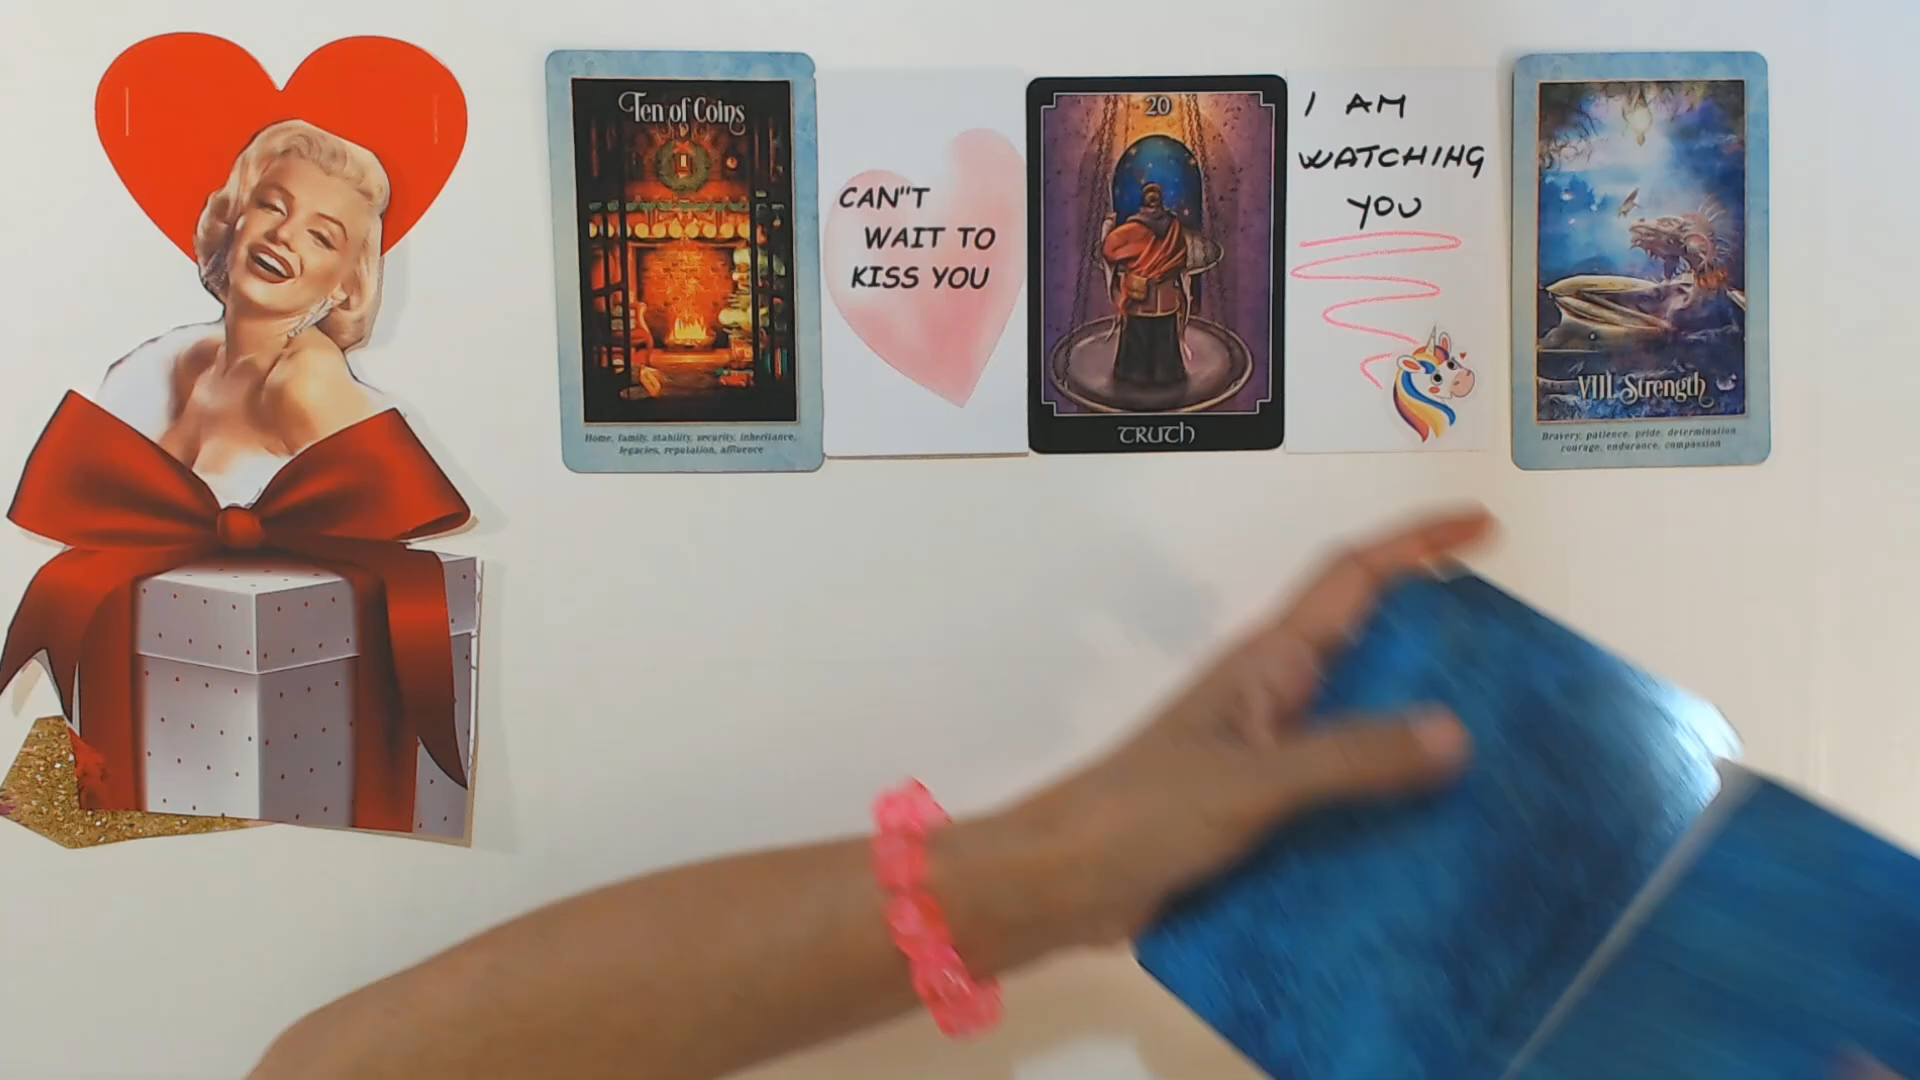 Ten of Coins
Home, family, stability, security, inheritance,
legacies, reputation, affluence
CAN"T
WAIT TO
KISS YOU
20
TRUTH
I AM
WATCHING
YOU
VIII. Strength
Bravery, patience, pride, determination
courage, endurance, compassion